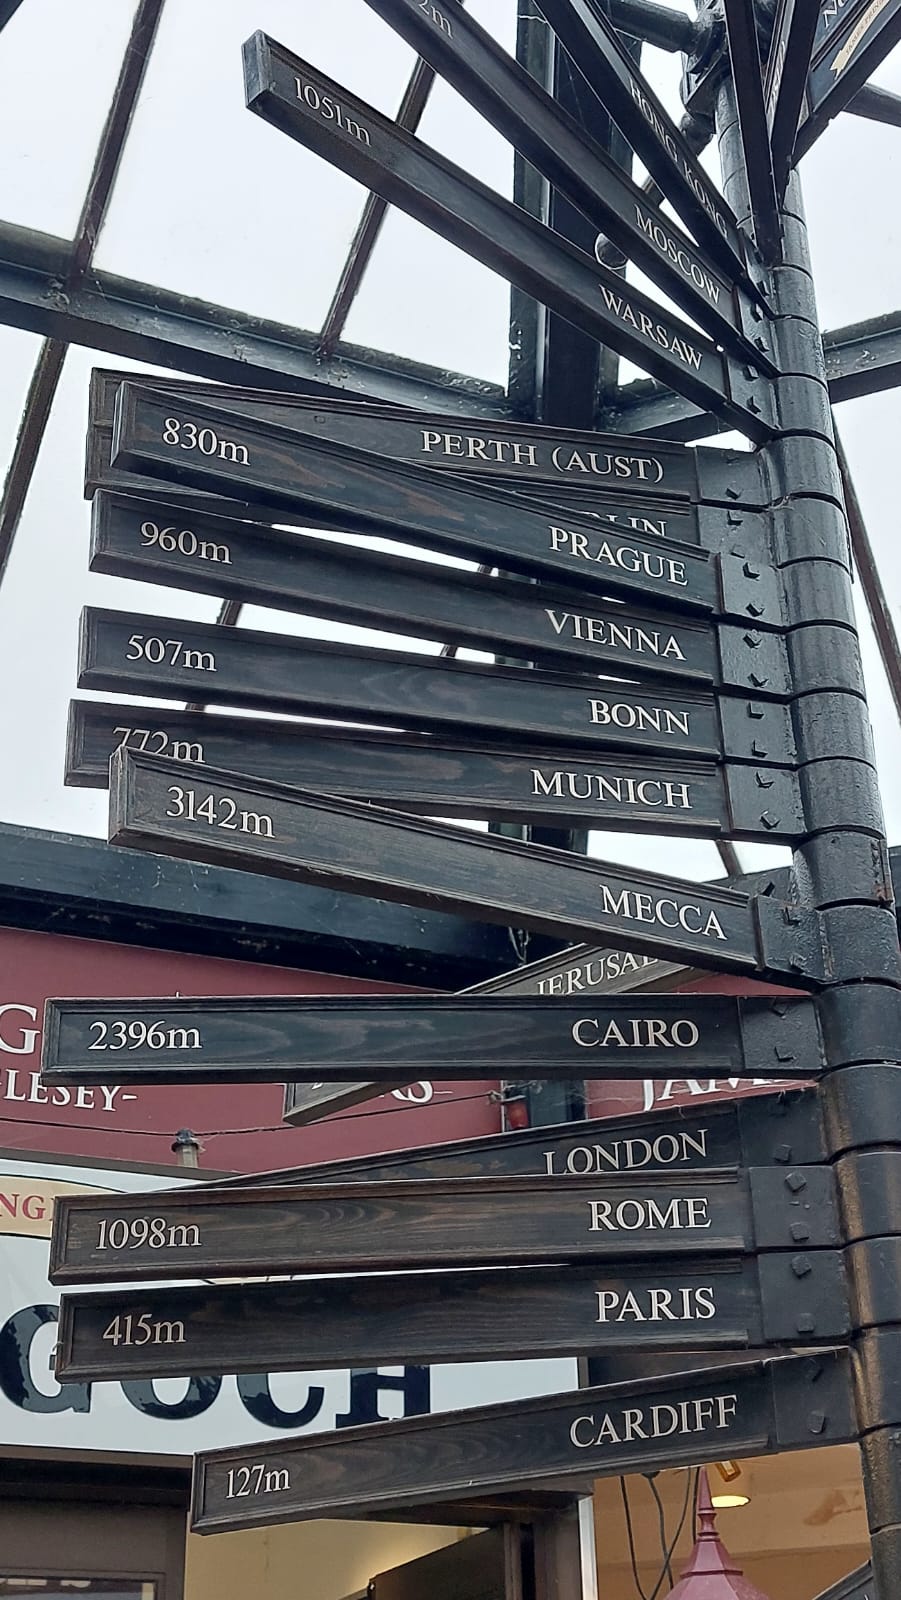 1051m
HONG KONG
MOSCOW
WARSAW
PERTH (AUST)
830m PRAGUE
960m VIENNA
507m BONN
772m MUNICH
3142m MECCA
2396m CAIRO
LONDON
1098m ROME
415m PARIS
GOCH
127m CARDIFF